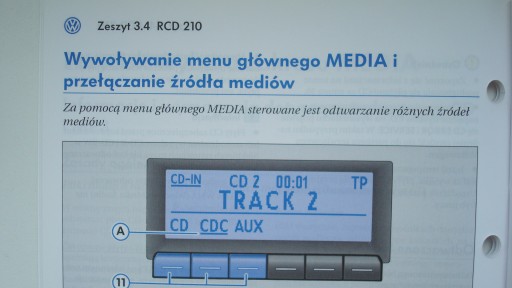 Zeszyt 3.4 RCD 210
Wywoływanie menu głównego MEDIA i
przełączanie źródła mediów
Za pomocą menu głównego MEDIA sterowane jest odtwarzanie różnych źródeł
mediów.
CD-IN CD 2 00:01 TP
TRACK 2
A CD CDC AUX
11